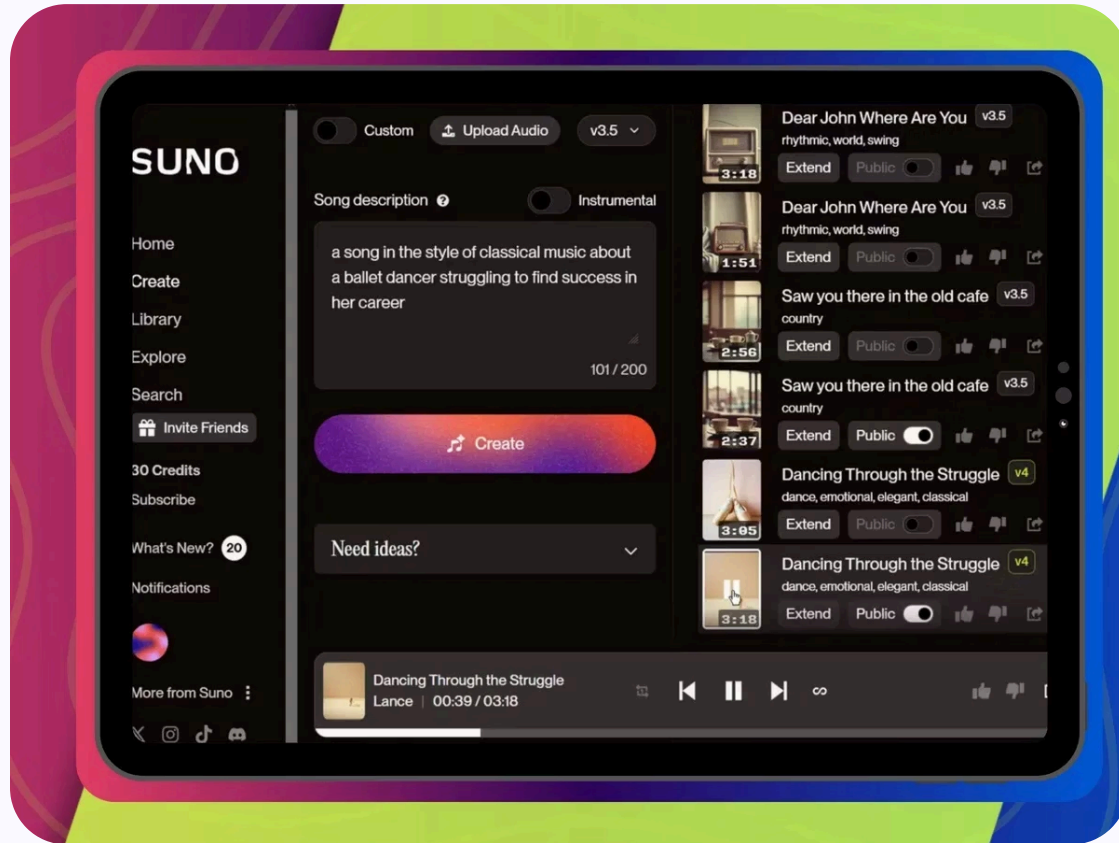 SUNO
Home
Create
Library
Explore
Search
Invite Friends
30 Credits
Subscribe
What's New? 20
Notifications
More from Suno
Custom
Upload Audio
v3.5
Song description
Instrumental
a song in the style of classical music about
a ballet dancer struggling to find success in
her career
101 / 200
Create
Need ideas?
Dear John Where Are You v3.5
rhythmic, world, swing
3:18
Extend Public
Dear John Where Are You v3.5
rhythmic, world, swing
1:51
Extend Public
Saw you there in the old cafe v3.5
country
2:56
Extend Public
Saw you there in the old cafe v3.5
country
2:37
Extend Public
Dancing Through the Struggle v4
dance, emotional, elegant, classical
3:05
Extend Public
Dancing Through the Struggle v4
dance, emotional, elegant, classical
3:18
Extend Public
Dancing Through the Struggle
Lance | 00:39 / 03:18